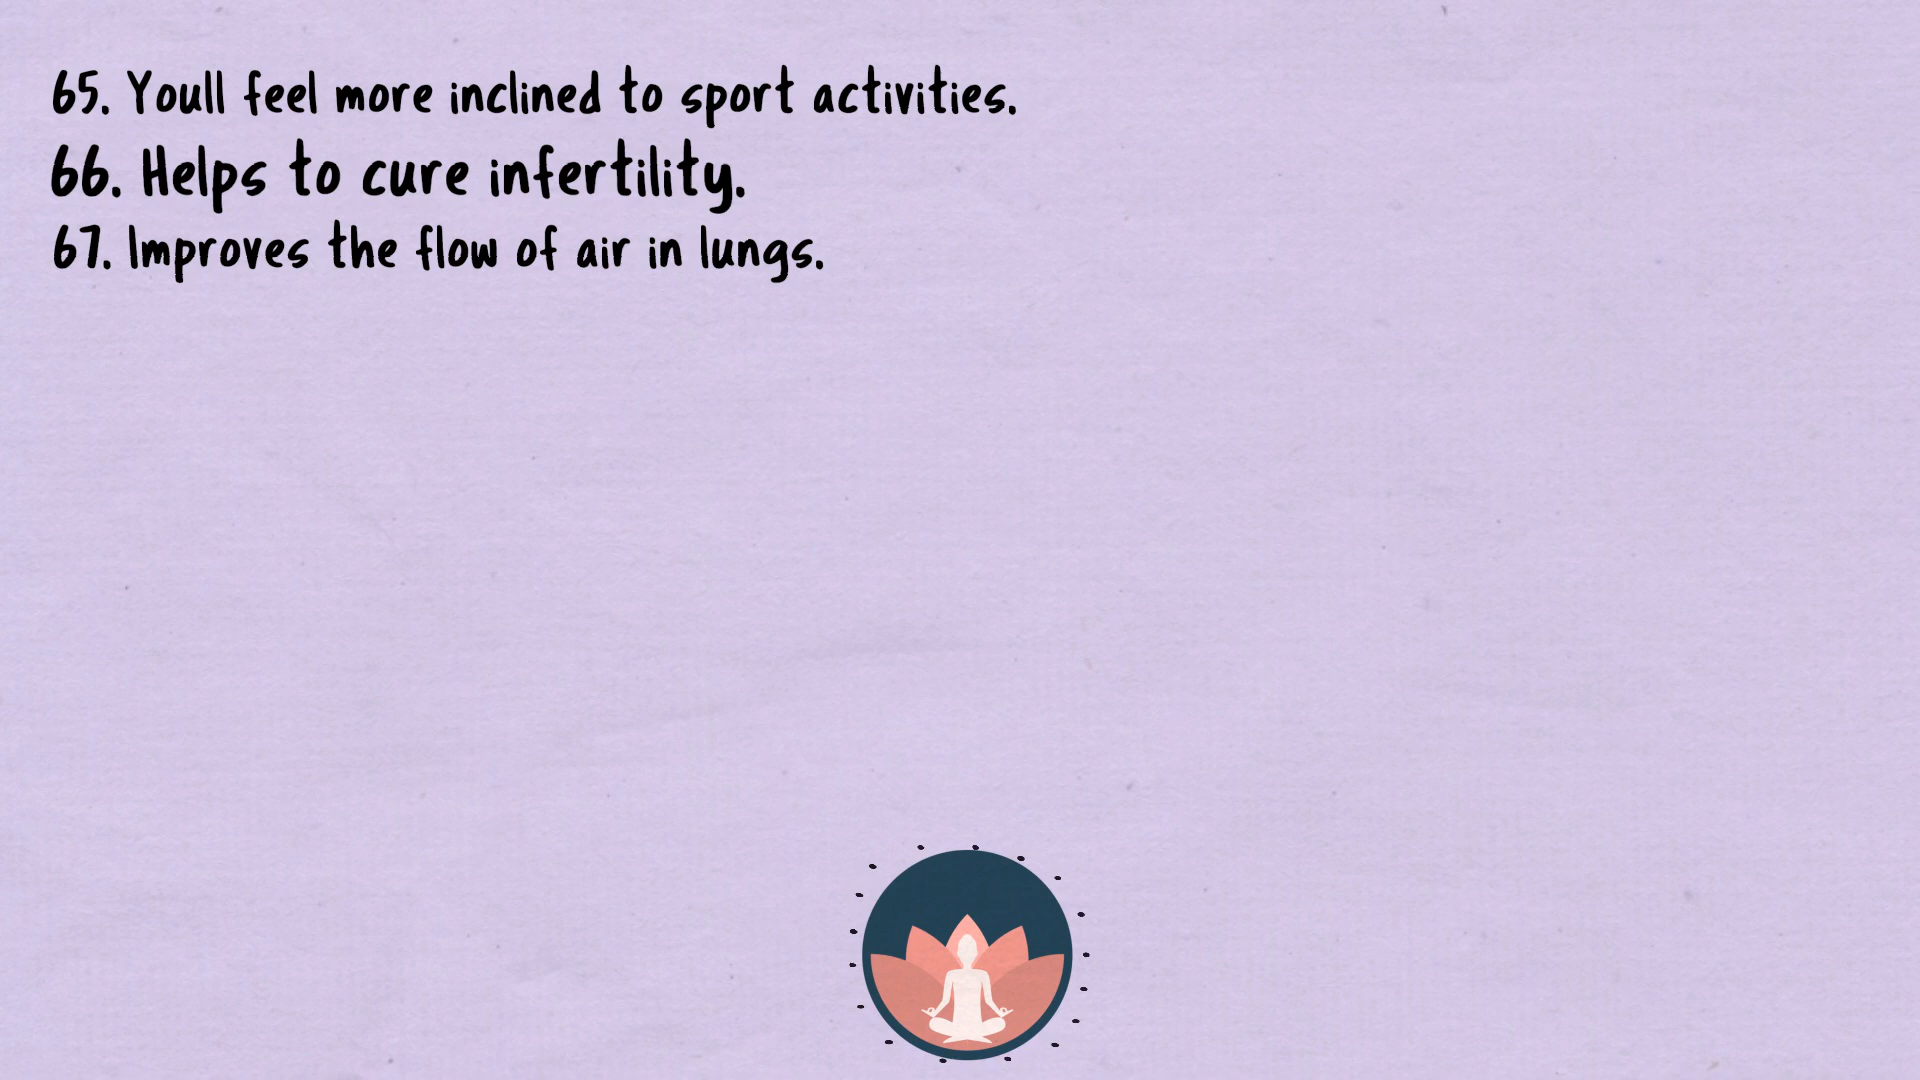 65. Youll feel more inclined to sport activities.
66. Helps to cure infertility.
67. Improves the flow of air in lungs.